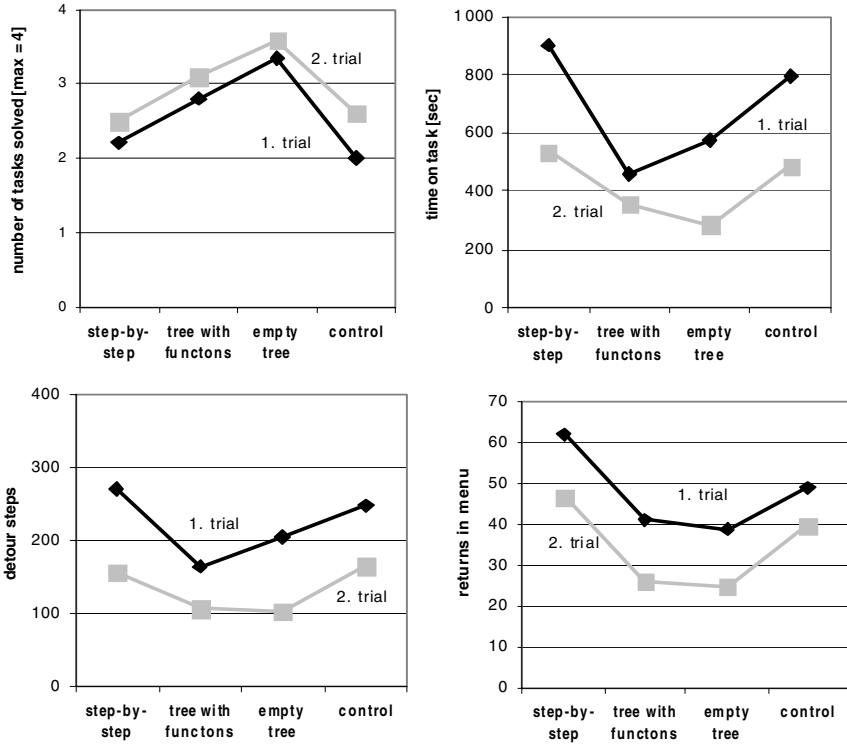 number of tasks solved [max = 4]
4
3
2
1
0
2. trial
1. trial
step-by-
step
tree with
functons
empty
tree
control
time on task [sec]
1 000
800
600
400
200
0
1. trial
2. trial
step-by-
step
tree with
functons
empty
tree
control
detour steps
400
300
200
100
0
1. trial
2. trial
step-by-
step
tree with
functons
empty
tree
control
returns in menu
70
60
50
40
30
20
10
0
1. trial
2. trial
step-by-
step
tree with
functons
empty
tree
control